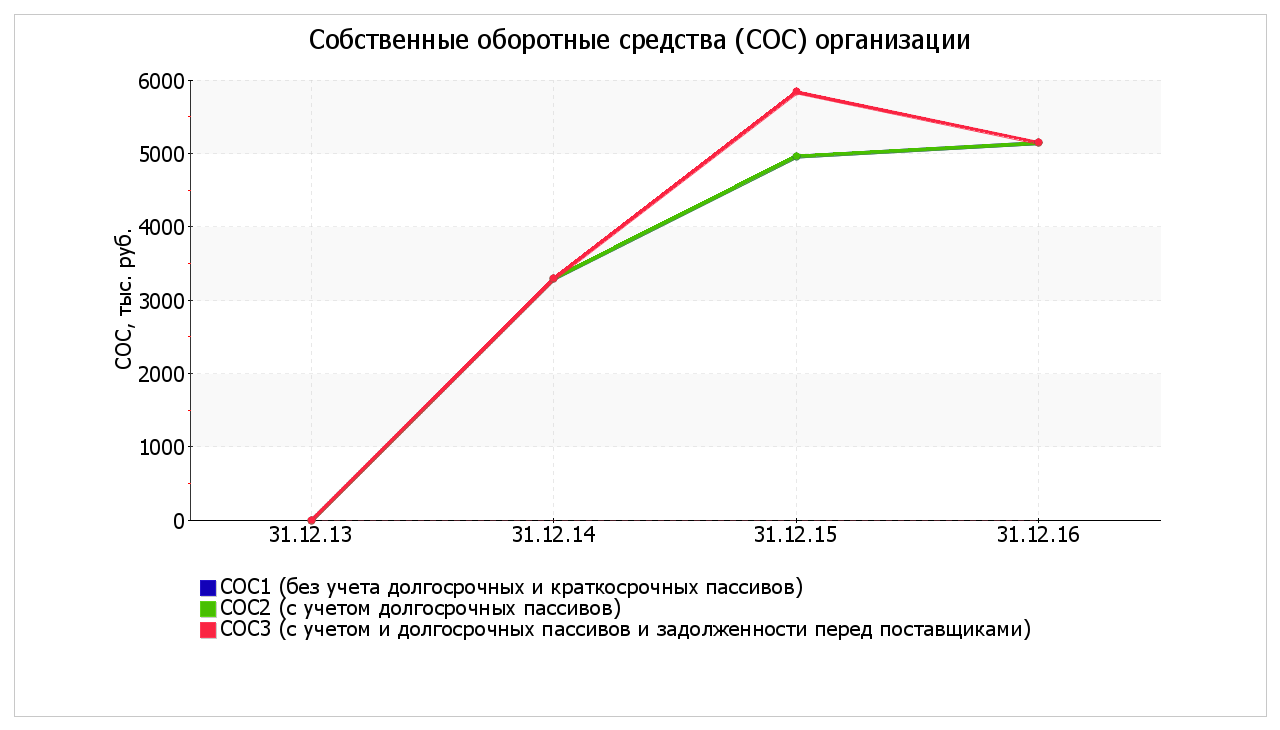 Собственные оборотные средства (СОС) организации
СОС, тыс. руб.
6000
5000
4000
3000
2000
1000
0
31.12.13 31.12.14 31.12.15 31.12.16
СОС1 (без учета долгосрочных и краткосрочных пассивов)
СОС2 (с учетом долгосрочных пассивов)
СОС3 (с учетом и долгосрочных пассивов и задолженности перед поставщиками)